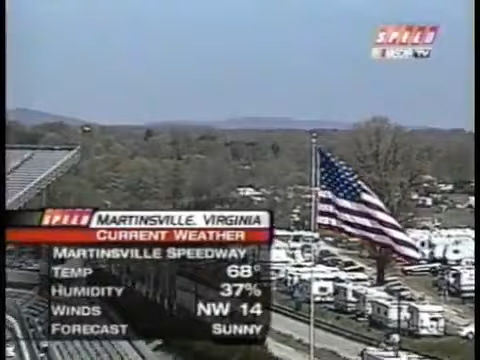 SPEED
SPEED MARTINSVILLE, VIRGINIA
CURRENT WEATHER
MARTINSVILLE SPEEDWAY
TEMP 68°
HUMIDITY 37%
WINDS NW 14
FORECAST SUNNY